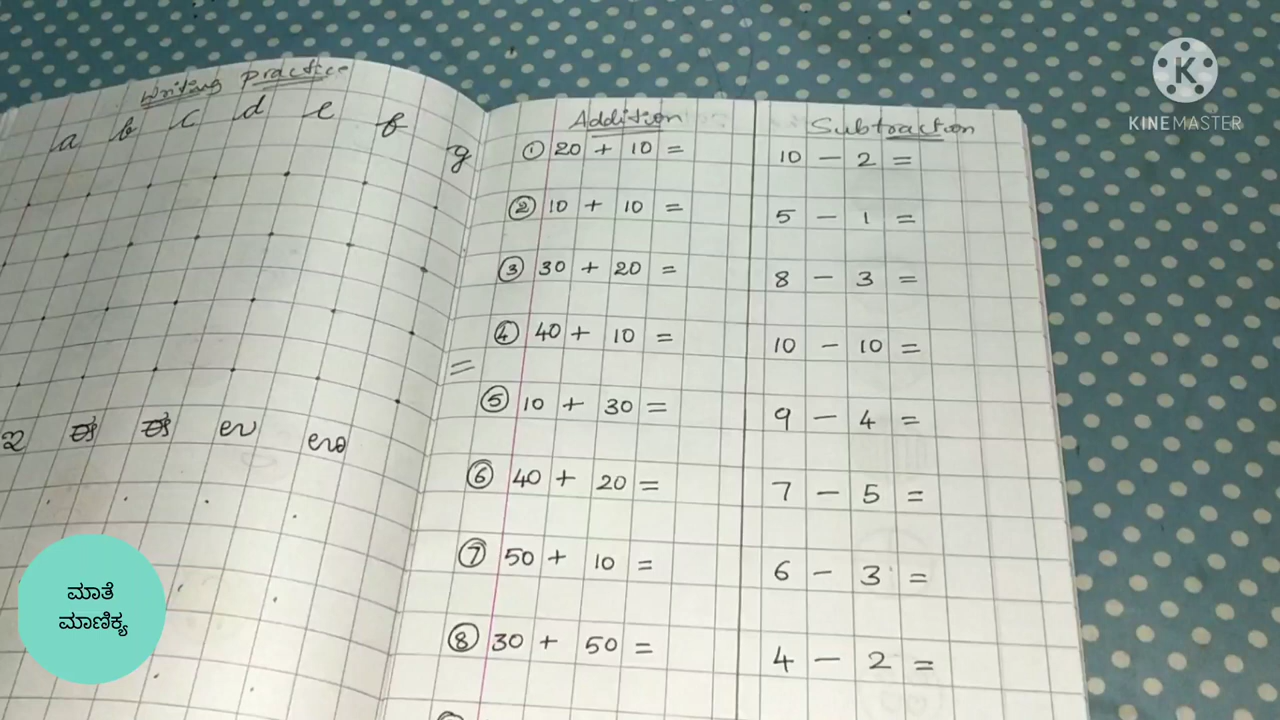 Writing Practice
a b c d e f g
ಇ ಈ ಈ ಉ ಊ
Addition
① 20 + 10 =
② 10 + 10 =
③ 30 + 20 =
④ 40 + 10 =
=
⑤ 10 + 30 =
⑥ 40 + 20 =
⑦ 50 + 10 =
⑧ 30 + 50 =
Subtraction
10 - 2 =
5 - 1 =
8 - 3 =
10 - 10 =
9 - 4 =
7 - 5 =
6 - 3 =
4 - 2 =
K
KINEMASTER
ಮಾತೆ
ಮಾಣಿಕ್ಯ